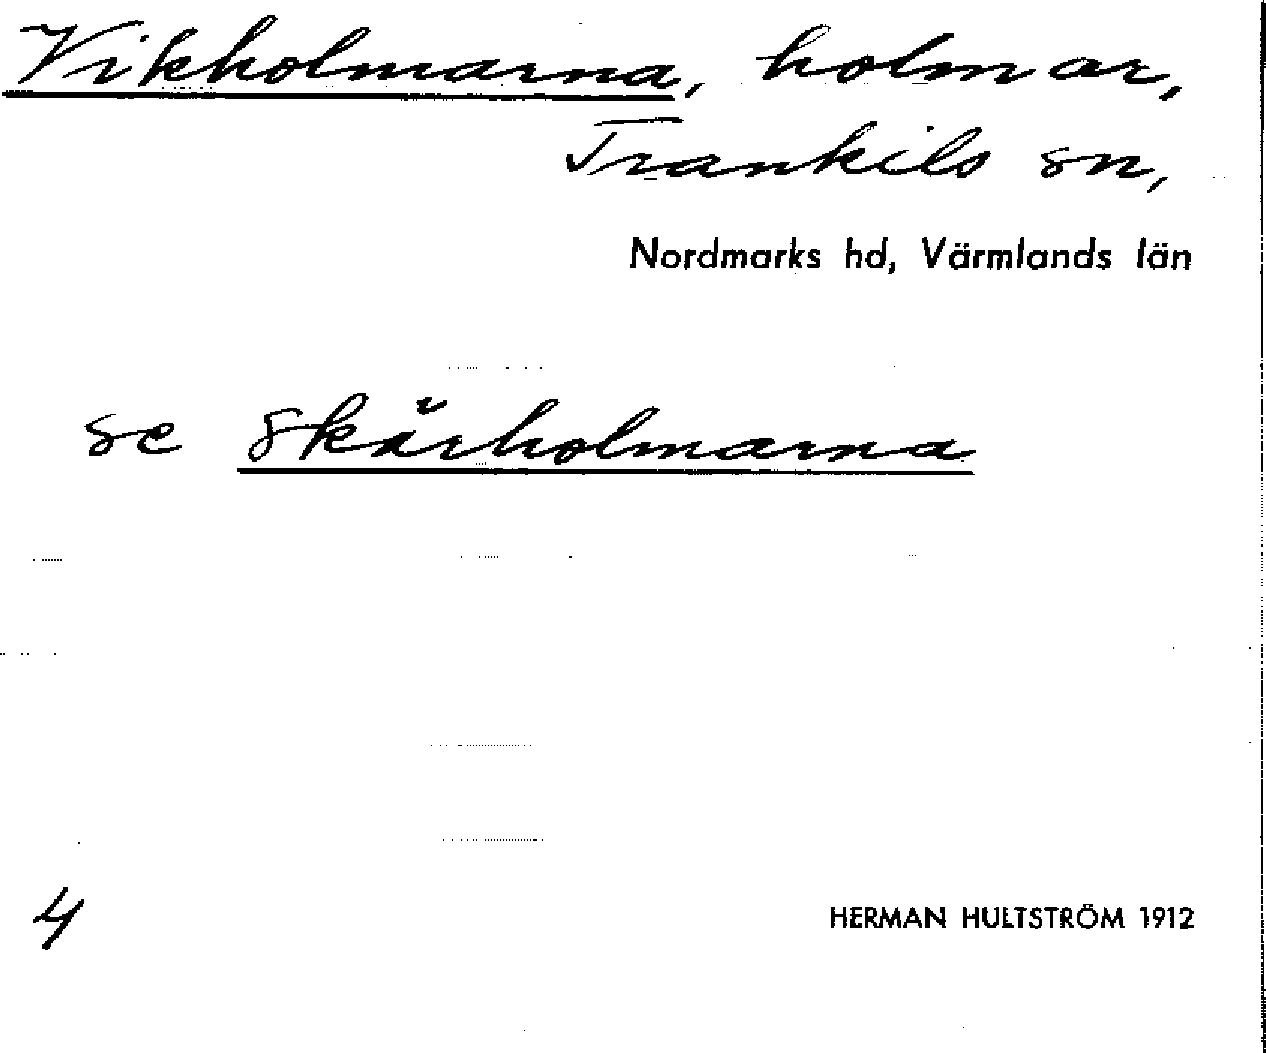 Vikholmarna, holmar,
Trankils sn,
Nordmarks hd, Värmlands län
se Skärholmarna
4
HERMAN HULTSTRÖM 1912